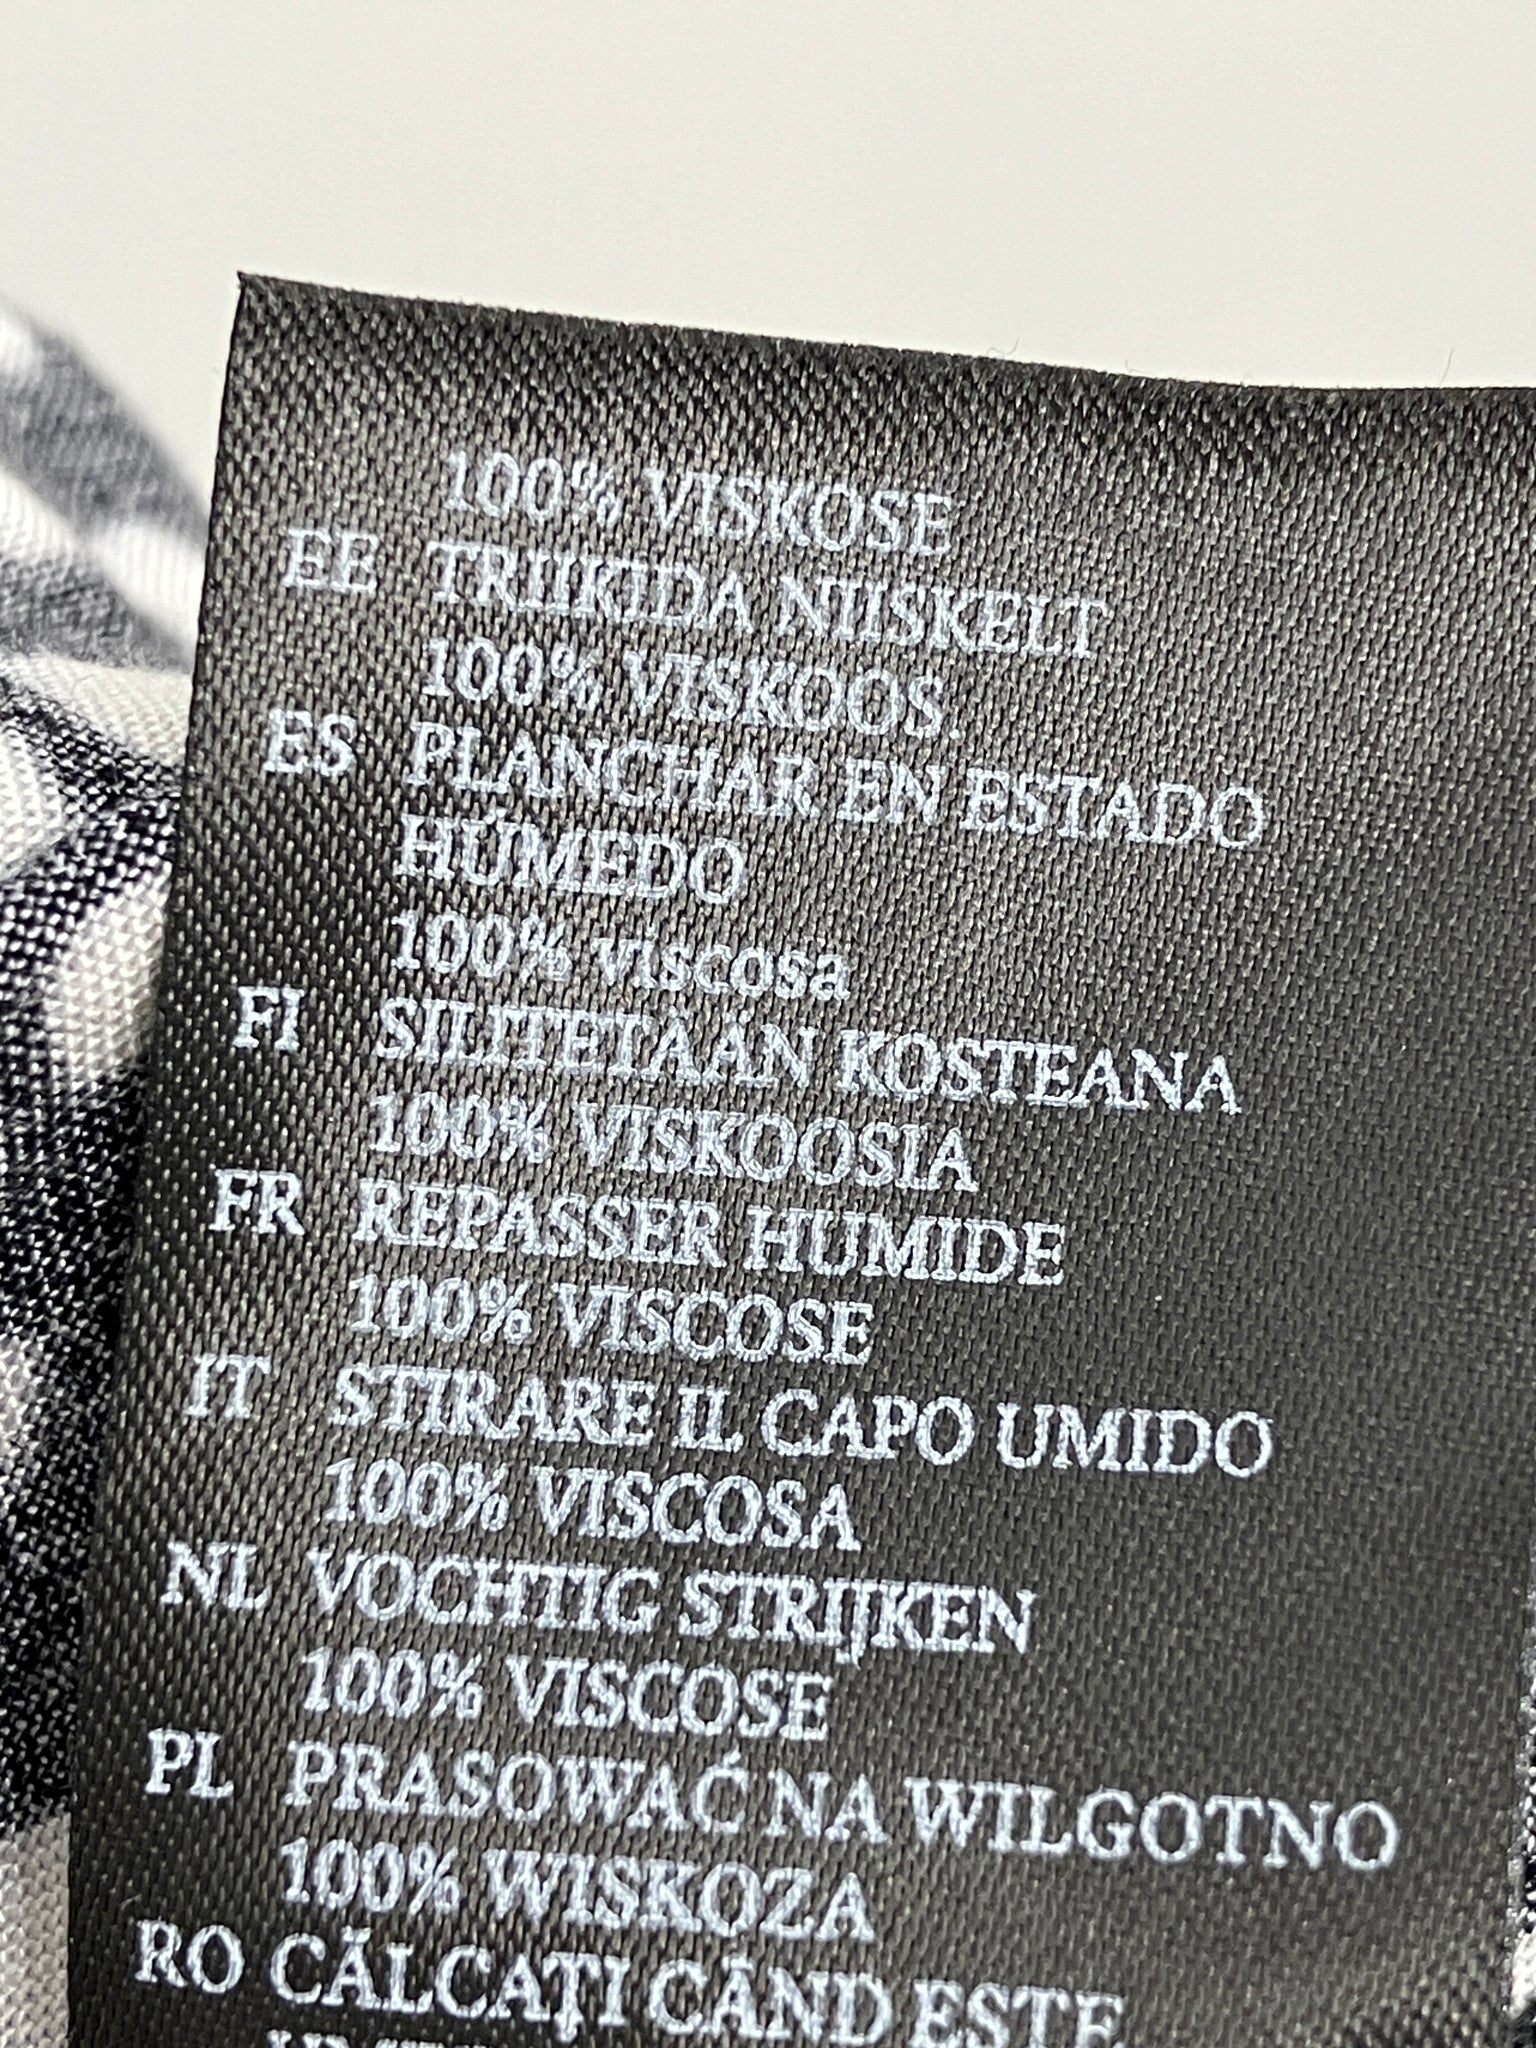 100% VISKOSE
EE TRIIKIDA NIISKELT
100% VISKOOS.
ES PLANCHAR EN ESTADO
HÚMEDO
100% viscosa
FI SILITETÄÄN KOSTEANA
100% VISKOOSIA
FR REPASSER HUMIDE
100% VISCOSE
IT STIRARE IL CAPO UMIDO
100% VISCOSA
NL VOCHTIG STRIJKEN
100% VISCOSE
PL PRASOWAĆ NA WILGOTNO
100% WISKOZA
RO CĂLCAȚI CÂND ESTE